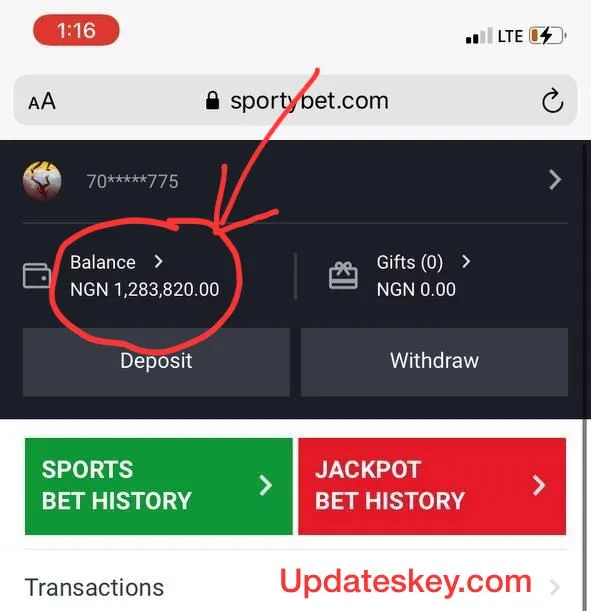 1:16
LTE
AA
sportybet.com
70*****775
Balance
NGN 1,283,820.00
Gifts (0)
NGN 0.00
Deposit
Withdraw
SPORTS
BET HISTORY
JACKPOT
BET HISTORY
Transactions
Updateskey.com